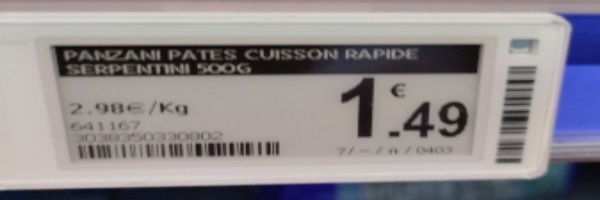 PANZANI PATES CUISSON RAPIDE
SERPENTINI 500G
2.98€/Kg
1.49 €
641167
3038350330802
7/-/n/0403